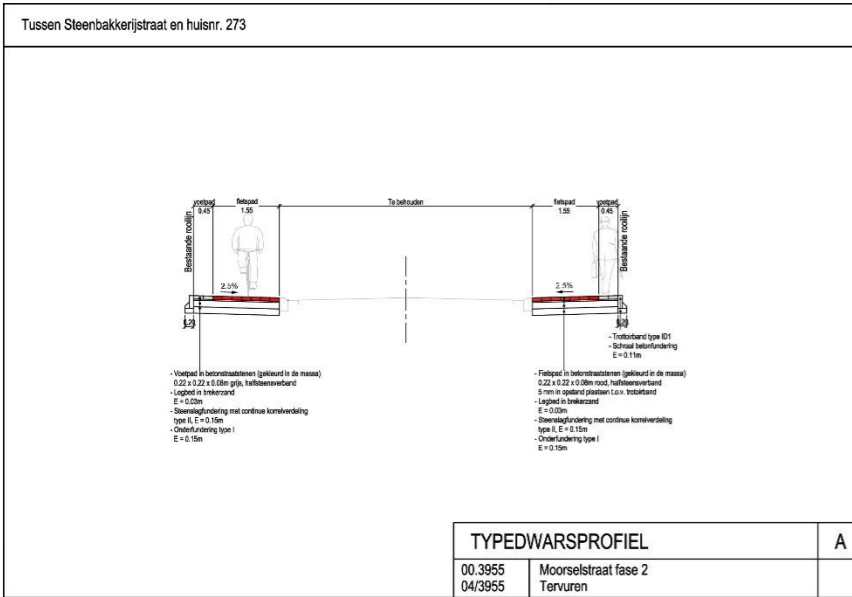 Tussen Steenbakkerijstraat en huisnr. 273
voetpad
0.45
fietspad
1.55
Te behouden
fietspad
1.55
voetpad
0.45
Bestaande rooilijn
Bestaande rooilijn
2.5%
2.5%
0.20
0.20
- Trottoirband type ID1
- Schraal betonfundering
E = 0.11m
- Voetpad in betonstraatstenen (gekleurd in de massa)
0.22 x 0.22 x 0.08m grijs, halfsteensverband
- Legbed in brekerzand
E = 0.03m
- Steenslagfundering met continue korrelverdeling
type II, E = 0.15m
- Onderfundering type I
E = 0.15m
- Fietspad in betonstraatstenen (gekleurd in de massa)
0.22 x 0.22 x 0.08m rood, halfsteensverband
5 mm in opstand plaatsen t.o.v. trotoirband
- Legbed in brekerzand
E = 0.03m
- Steenslagfundering met continue korrelverdeling
type II, E = 0.15m
- Onderfundering type I
E = 0.15m
TYPEDWARSPROFIEL
A
00.3955
Moorselstraat fase 2
04/3955
Tervuren